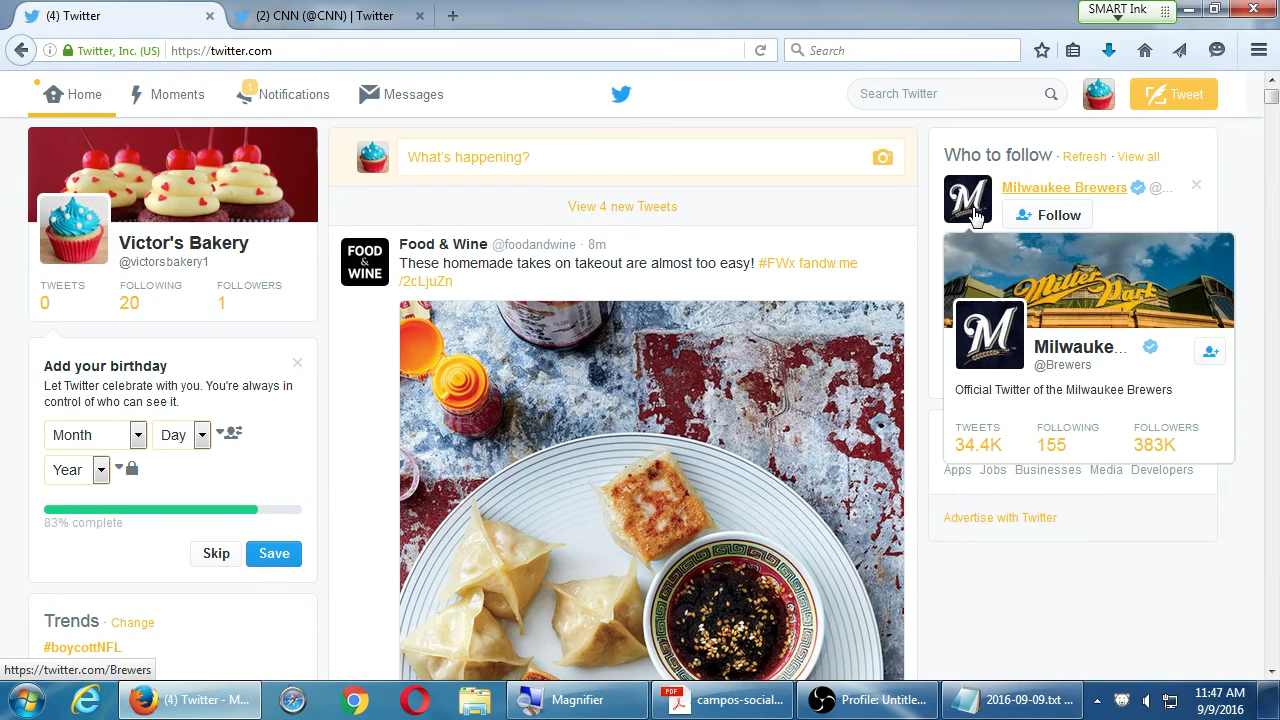 (4) Twitter
(2) CNN (@CNN) | Twitter
SMART Ink
Twitter, Inc. (US)
https://twitter.com
Search
Home
Moments
1
Notifications
Messages
Search Twitter
Tweet
Victor's Bakery
@victorsbakery1
TWEETS FOLLOWING FOLLOWERS
0 20 1
Add your birthday
Let Twitter celebrate with you. You're always in
control of who can see it.
Month
Day
Year
83% complete
Skip
Save
Trends · Change
#boycottNFL
https://twitter.com/Brewers
What's happening?
View 4 new Tweets
FOOD
&
WINE
Food & Wine @foodandwine · 8m
These homemade takes on takeout are almost too easy! #FWx fandw.me
/2cLjuZn
Who to follow · Refresh · View all
M
Milwaukee Brewers @...
Follow
Miller Park
M
Milwauke...
@Brewers
Official Twitter of the Milwaukee Brewers
TWEETS FOLLOWING FOLLOWERS
34.4K 155 383K
Apps Jobs Businesses Media Developers
Advertise with Twitter
(4) Twitter - M...
Magnifier
PDF
campos-social...
Profile: Untitle...
2016-09-09.txt ...
11:47 AM
9/9/2016